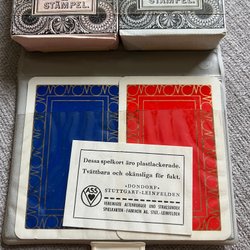 STÄMPEL.
STÄMPEL.
Dessa spelkort äro plastlackerade.
Tvättbara och okänsliga för fukt.
»DONDORF«
STUTTGART-LEINFELDEN
ASS
VEREINIGTE ALTENBURGER UND STRALSUNDER
SPIELKARTEN-FABRIKEN AG. STGT.-LEINFELDEN